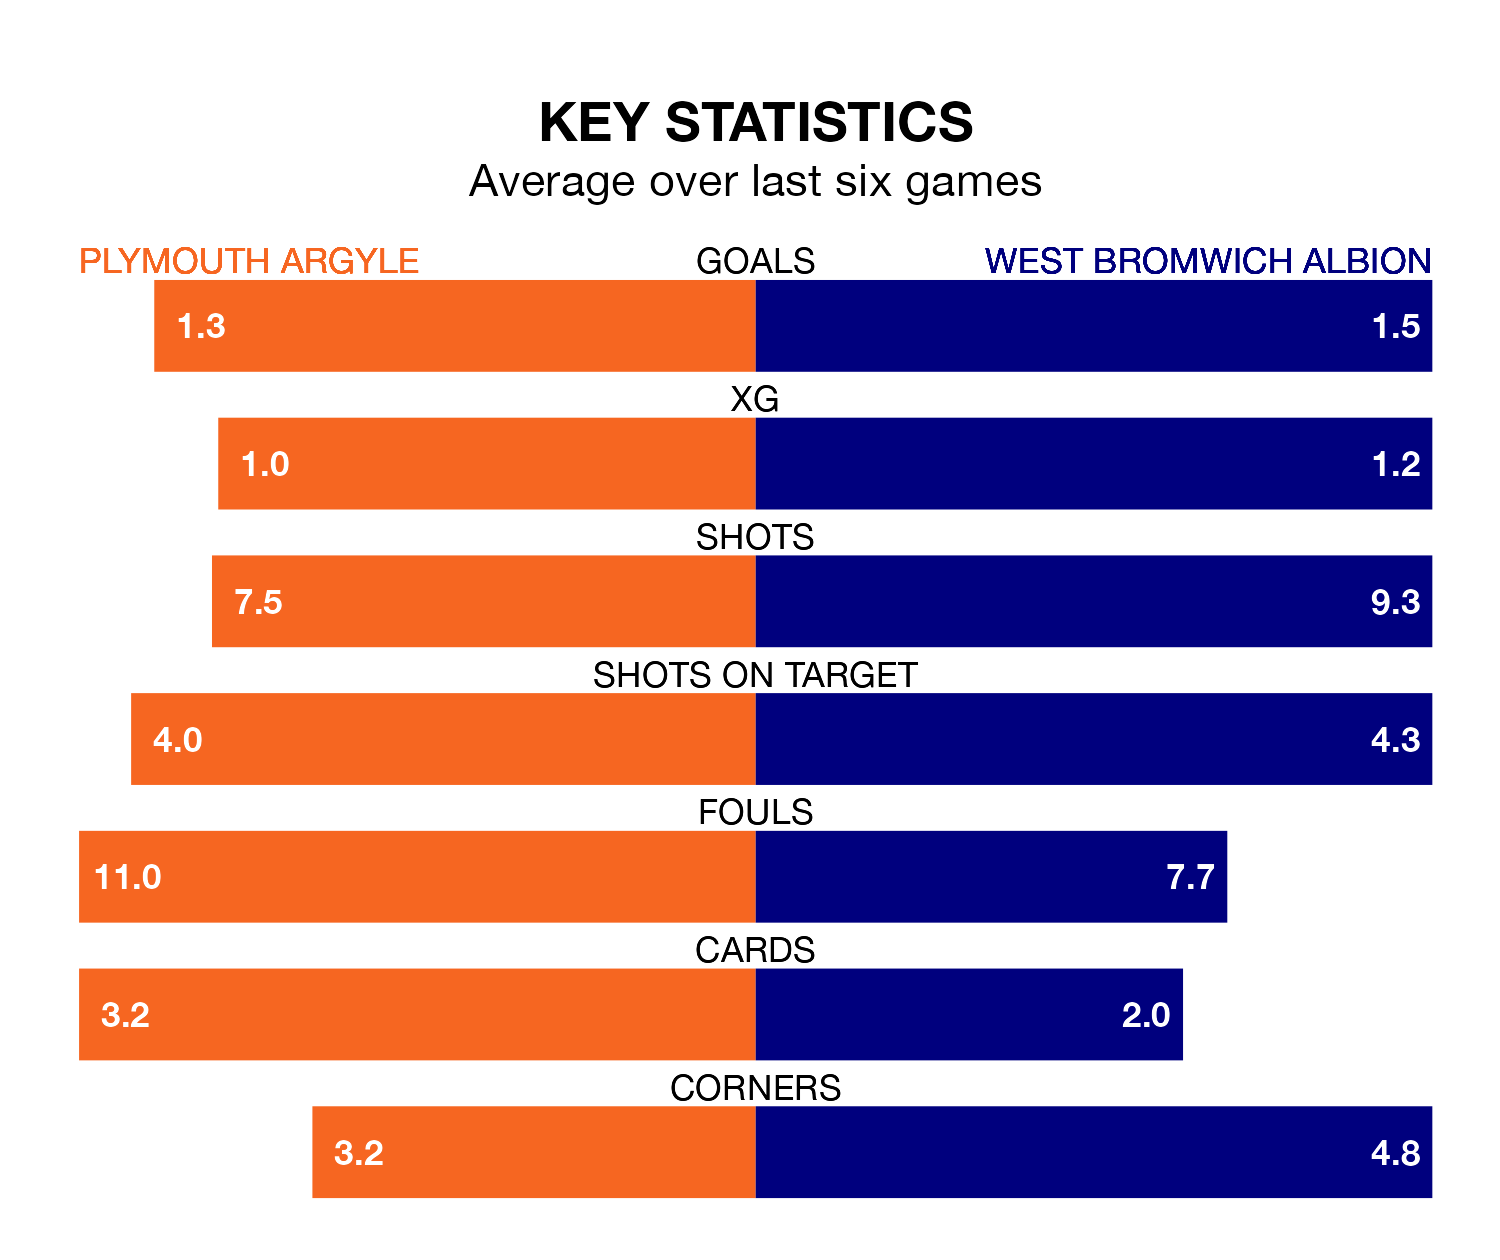 KEY STATISTICS
Average over last six games
PLYMOUTH ARGYLE GOALS WEST BROMWICH ALBION
1.3 1.5
XG
1.0 1.2
SHOTS
7.5 9.3
SHOTS ON TARGET
4.0 4.3
FOULS
11.0 7.7
CARDS
3.2 2.0
CORNERS
3.2 4.8